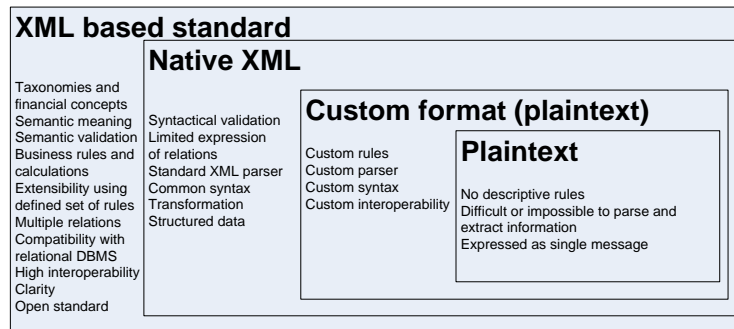 XML based standard
Taxonomies and
financial concepts
Semantic meaning
Semantic validation
Business rules and
calculations
Extensibility using
defined set of rules
Multiple relations
Compatibility with
relational DBMS
High interoperability
Clarity
Open standard
Native XML
Syntactical validation
Limited expression
of relations
Standard XML parser
Common syntax
Transformation
Structured data
Custom format (plaintext)
Custom rules
Custom parser
Custom syntax
Custom interoperability
Plaintext
No descriptive rules
Difficult or impossible to parse and
extract information
Expressed as single message